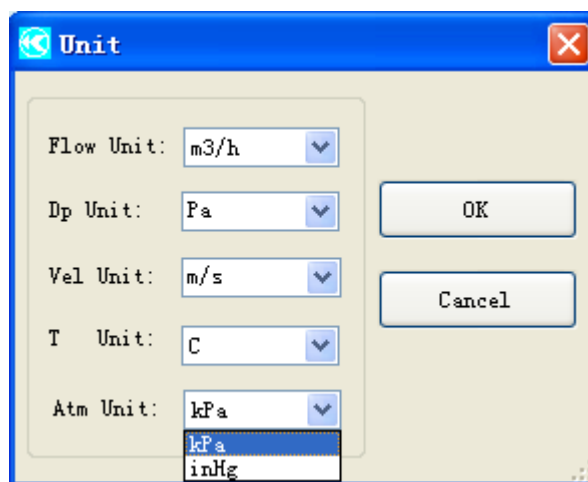 Unit
Flow Unit: m3/h
Dp Unit: Pa
OK
Vel Unit: m/s
Cancel
T Unit: C
Atm Unit: kPa
kPa
inHg